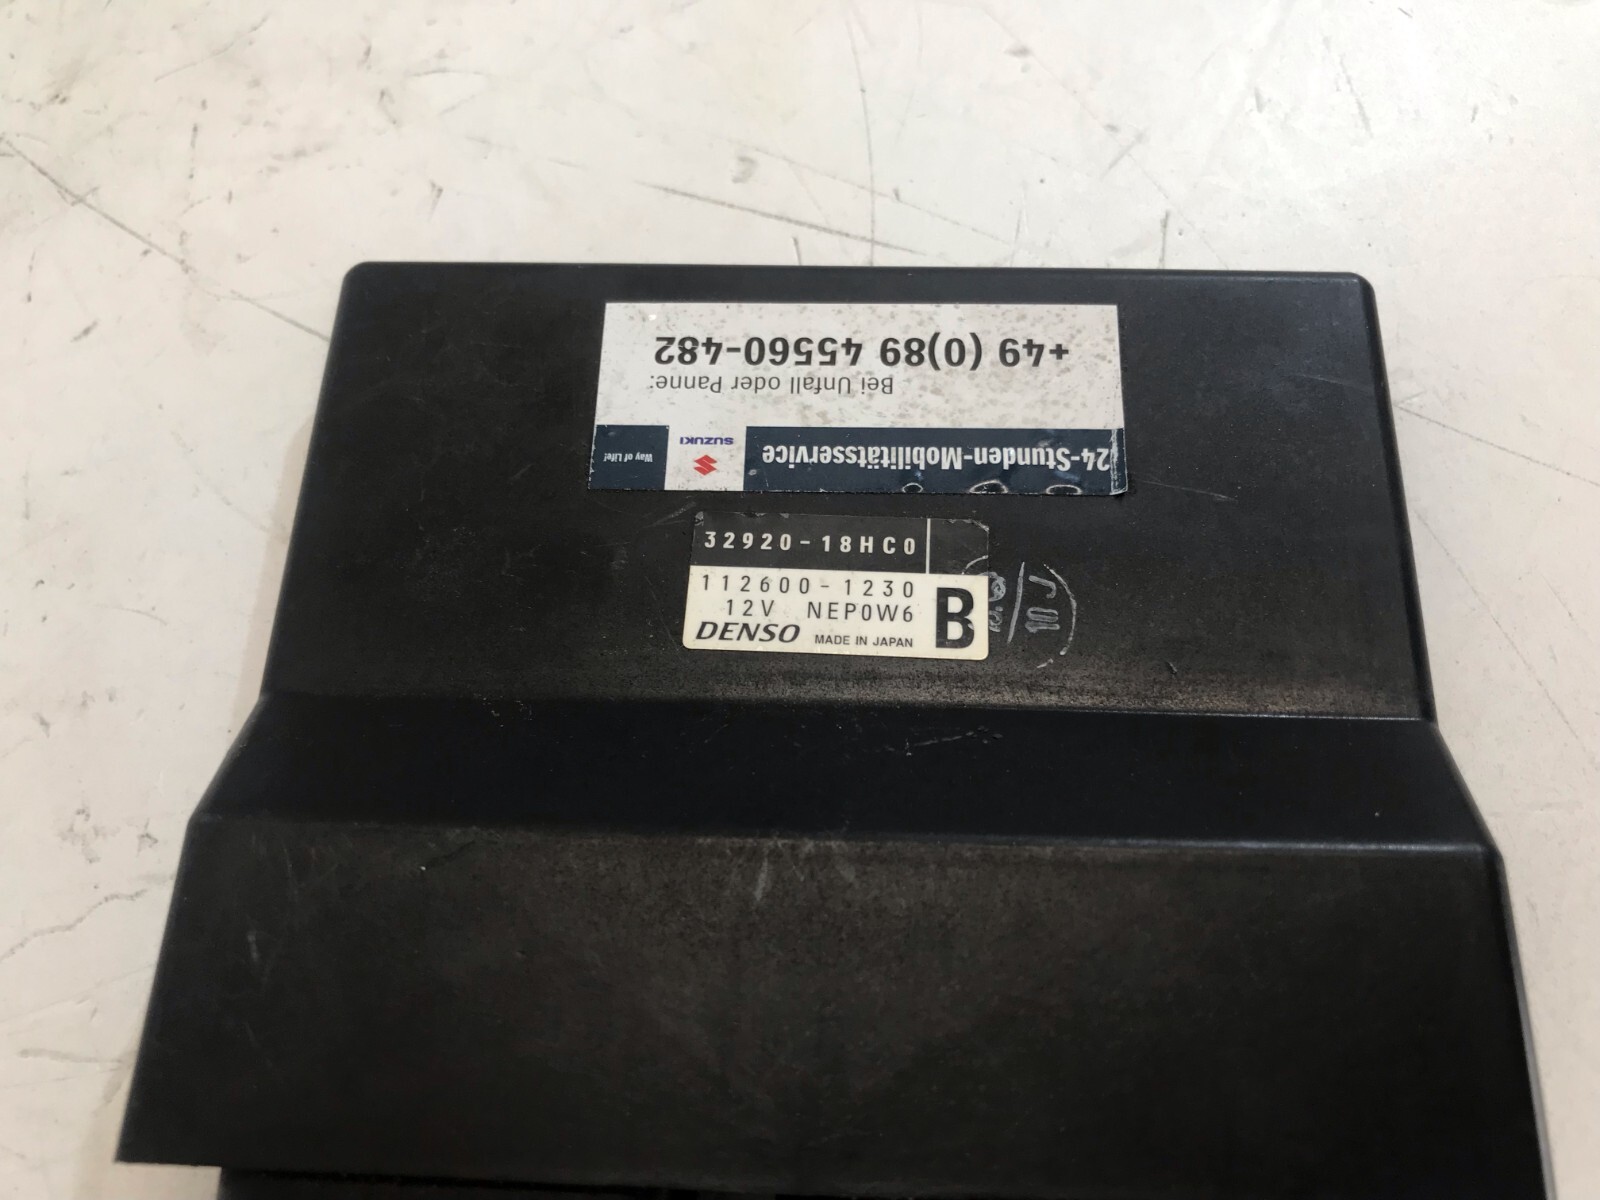 24-Stunden-Mobilitätsservice
SUZUKI
Way of Life!
Bei Unfall oder Panne:
+49 (0)89 45560-482
32920-18HC0
112600-1230
12V NEP0W6
B
DENSO MADE IN JAPAN
10J